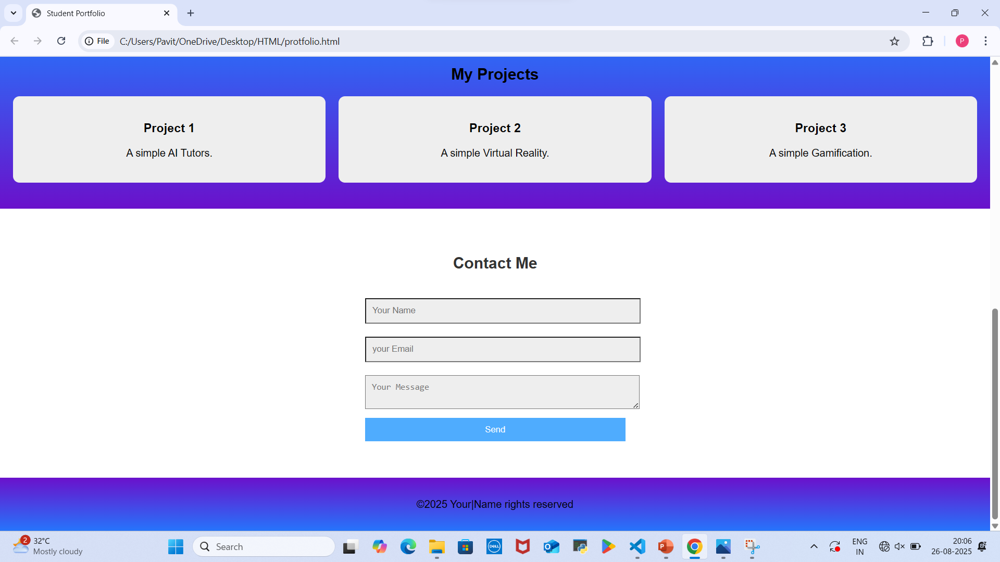 Student Portfolio
File
C:/Users/Pavit/OneDrive/Desktop/HTML/protfolio.html
P
My Projects
Project 1
A simple AI Tutors.
Project 2
A simple Virtual Reality.
Project 3
A simple Gamification.
Contact Me
Your Name
your Email
Your Message
Send
©2025 Your|Name rights reserved
2
32°C
Mostly cloudy
Search
DELL
ENG
IN
20:06
26-08-2025